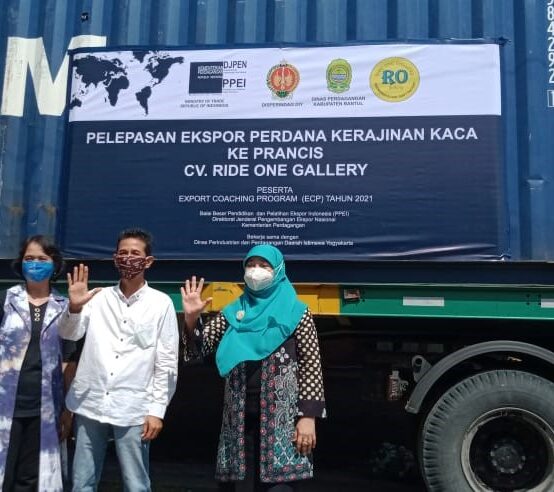 M
KEMENTERIAN PERDAGANGAN
REPUBLIK INDONESIA
DJPEN
PPEI
MINISTRY OF TRADE
REPUBLIC OF INDONESIA
DISPERINDAG DIY
DINAS PERDAGANGAN
KABUPATEN BANTUL
RO
PELEPASAN EKSPOR PERDANA KERAJINAN KACA
KE PRANCIS
CV. RIDE ONE GALLERY
PESERTA
EXPORT COACHING PROGRAM (ECP) TAHUN 2021
Balai Besar Pendidikan dan Pelatihan Ekspor Indonesia (PPEI)
Direktorat Jenderal Pengembangan Ekspor Nasional
Kementerian Perdagangan
Bekerja sama dengan
Dinas Perindustrian dan Perdagangan Daerah Istimewa Yogyakarta